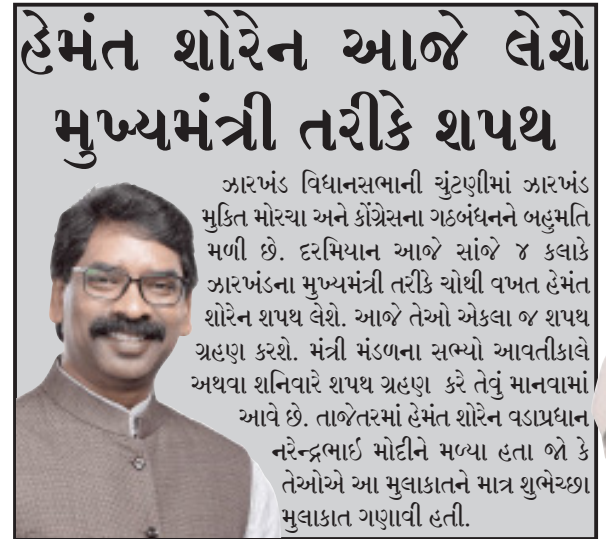 હેમંત શોરેન આજે લેશે
મુખ્યમંત્રી તરીકે શપથ
ઝારખંડ વિધાનસભાની ચુંટણીમાં ઝારખંડ
મુક્તિ મોરચા અને કોંગ્રેસના ગઠબંધનને બહુમતિ
મળી છે. દરમિયાન આજે સાંજે ૪ કલાકે
ઝારખંડના મુખ્યમંત્રી તરીકે ચોથી વખત હેમંત
શોરેન શપથ લેશે. આજે તેઓ એકલા જ શપથ
ગ્રહણ કરશે. મંત્રી મંડળના સભ્યો આવતીકાલે
અથવા શનિવારે શપથ ગ્રહણ કરે તેવું માનવામાં
આવે છે. તાજેતરમાં હેમંત શોરેન વડાપ્રધાન
નરેન્દ્રભાઇ મોદીને મળ્યા હતા જો કે
તેઓએ આ મુલાકાતને માત્ર શુભેચ્છા
મુલાકાત ગણાવી હતી.